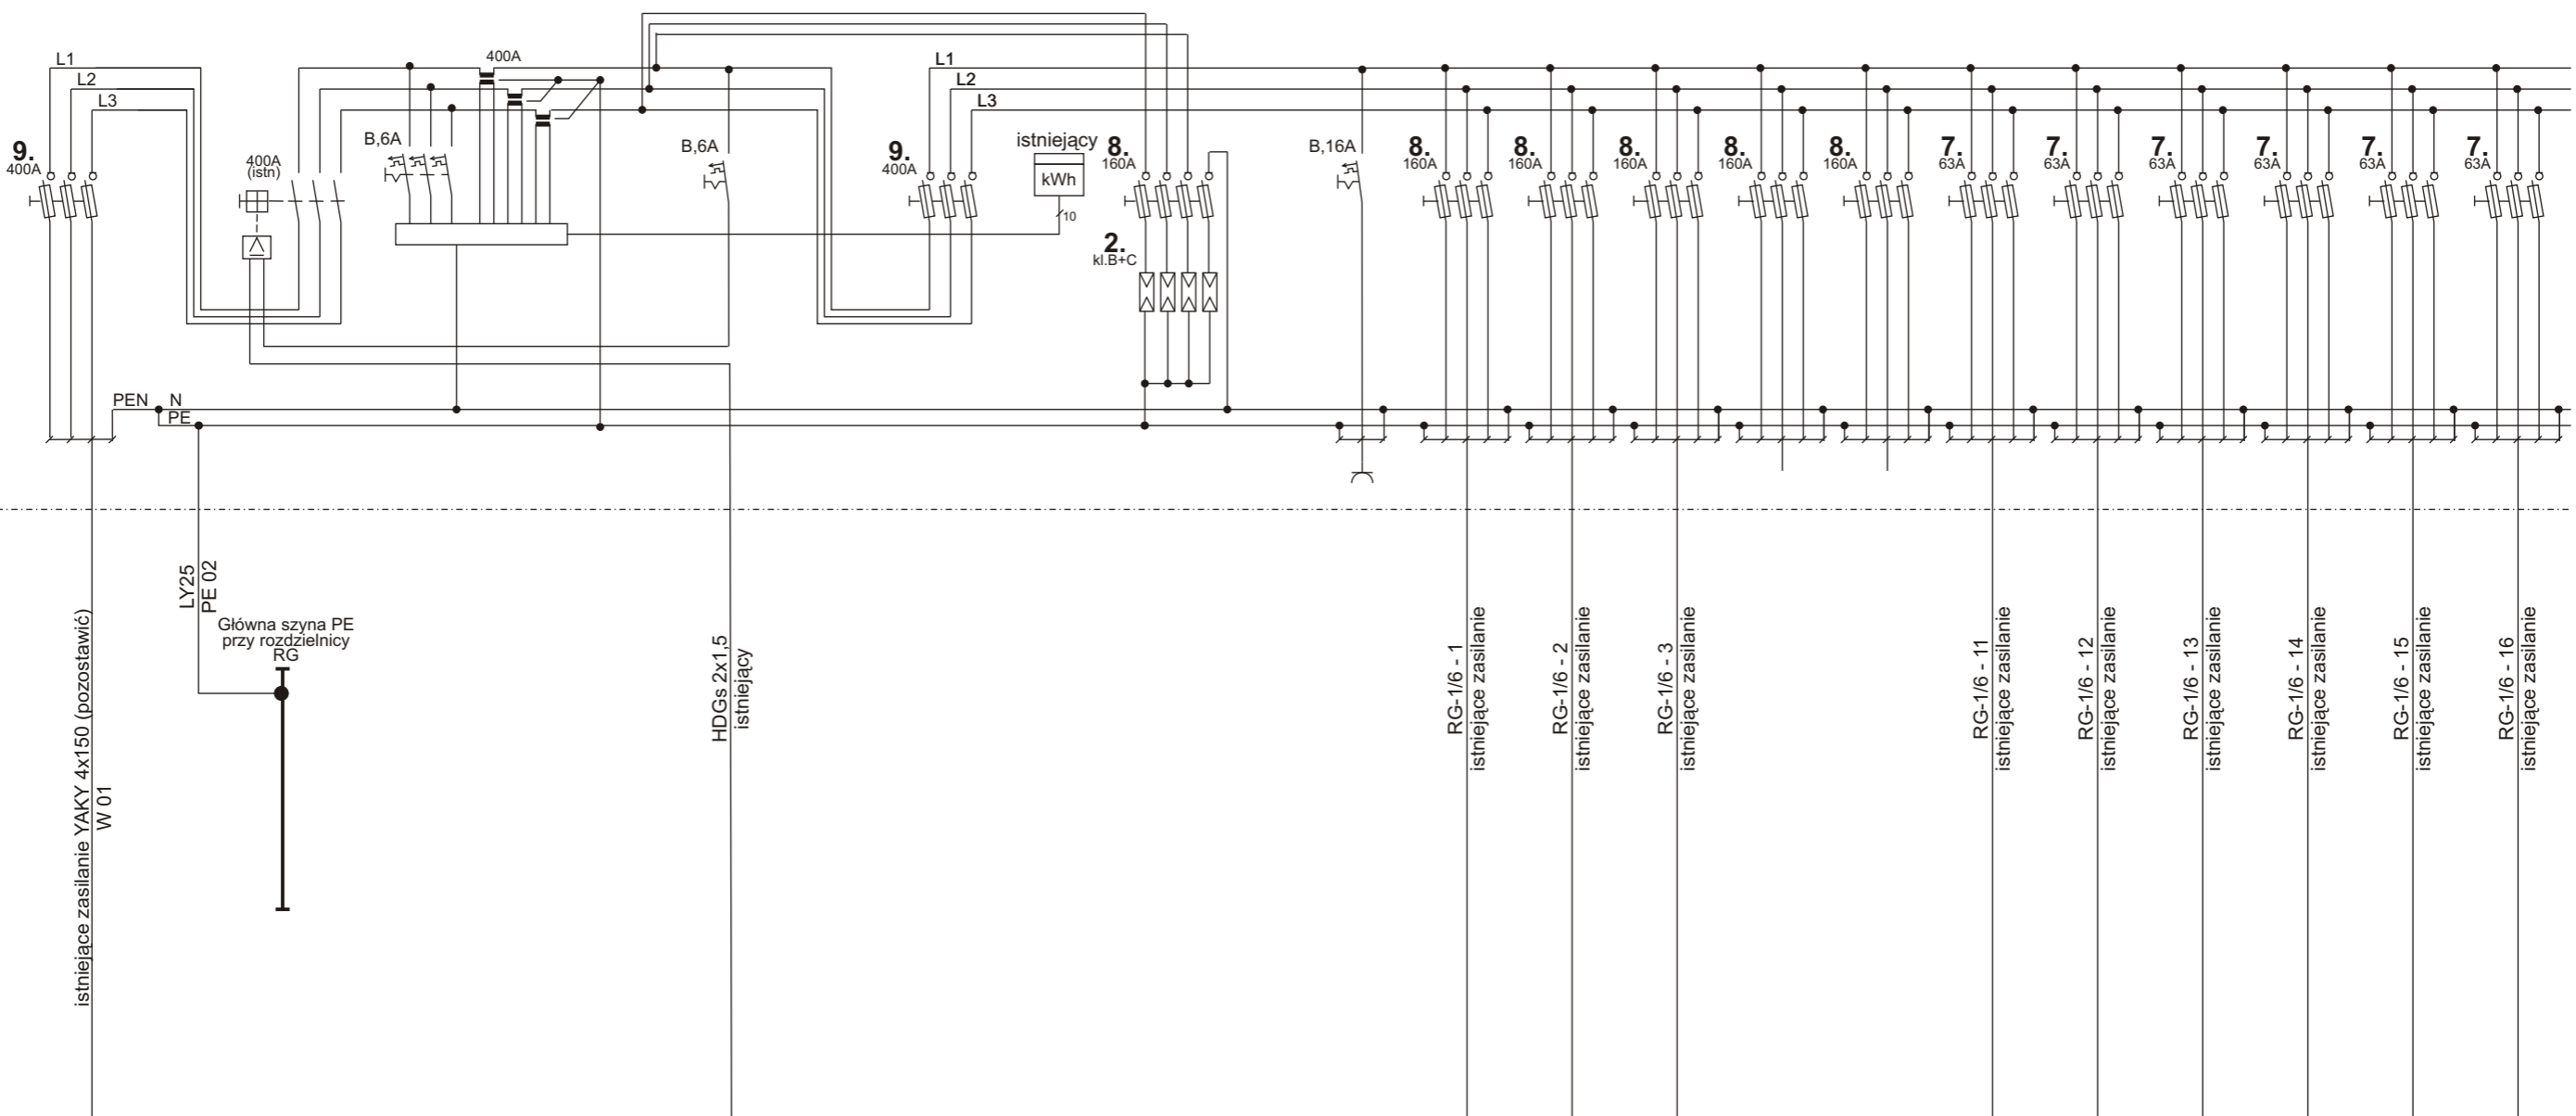 400A
L1
L2
L3
L1
L2
L3
B,6A
B,6A
istniejący
kWh
10
B,16A
9.
400A
400A
(istn)
9.
400A
8.
160A
2.
kl.B+C
8.
160A
8.
160A
8.
160A
8.
160A
8.
160A
7.
63A
7.
63A
7.
63A
7.
63A
7.
63A
7.
63A
PEN
N
PE
LY25
PE 02
Główna szyna PE
przy rozdzielnicy
RG
istniejące zasilanie YAKY 4x150 (pozostawić)
W 01
HDGs 2x1,5
istniejący
RG-1/6 - 1
istniejące zasilanie
RG-1/6 - 2
istniejące zasilanie
RG-1/6 - 3
istniejące zasilanie
RG-1/6 - 11
istniejące zasilanie
RG-1/6 - 12
istniejące zasilanie
RG-1/6 - 13
istniejące zasilanie
RG-1/6 - 14
istniejące zasilanie
RG-1/6 - 15
istniejące zasilanie
RG-1/6 - 16
istniejące zasilanie